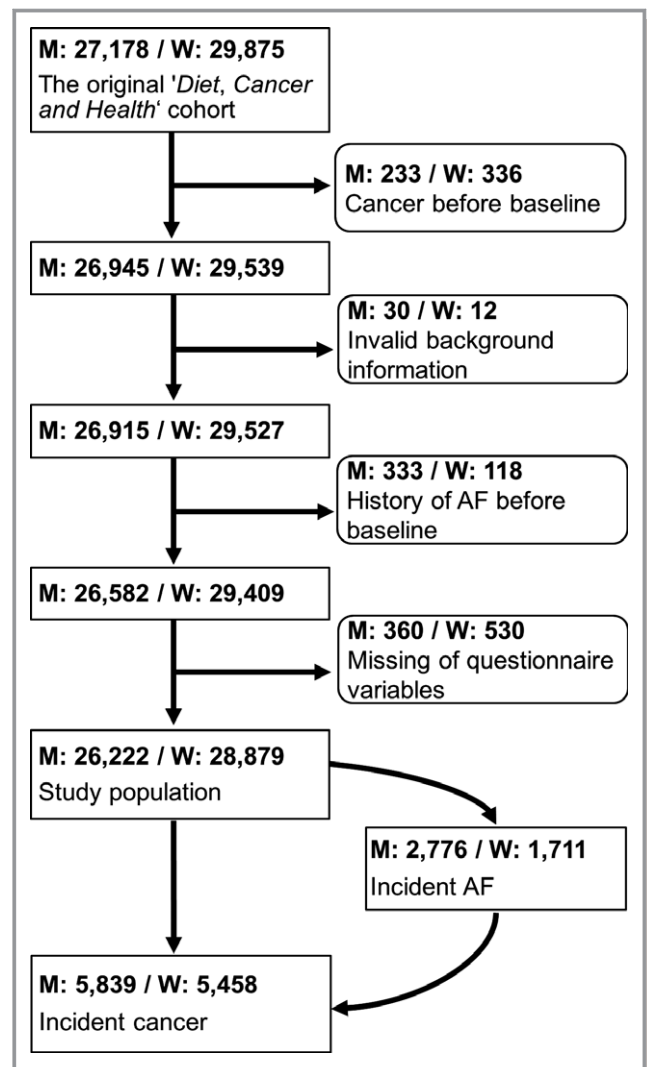 M: 27,178 / W: 29,875
The original 'Diet, Cancer
and Health‘ cohort
M: 233 / W: 336
Cancer before baseline
M: 26,945 / W: 29,539
M: 30 / W: 12
Invalid background
information
M: 26,915 / W: 29,527
M: 333 / W: 118
History of AF before
baseline
M: 26,582 / W: 29,409
M: 360 / W: 530
Missing of questionnaire
variables
M: 26,222 / W: 28,879
Study population
M: 2,776 / W: 1,711
Incident AF
M: 5,839 / W: 5,458
Incident cancer